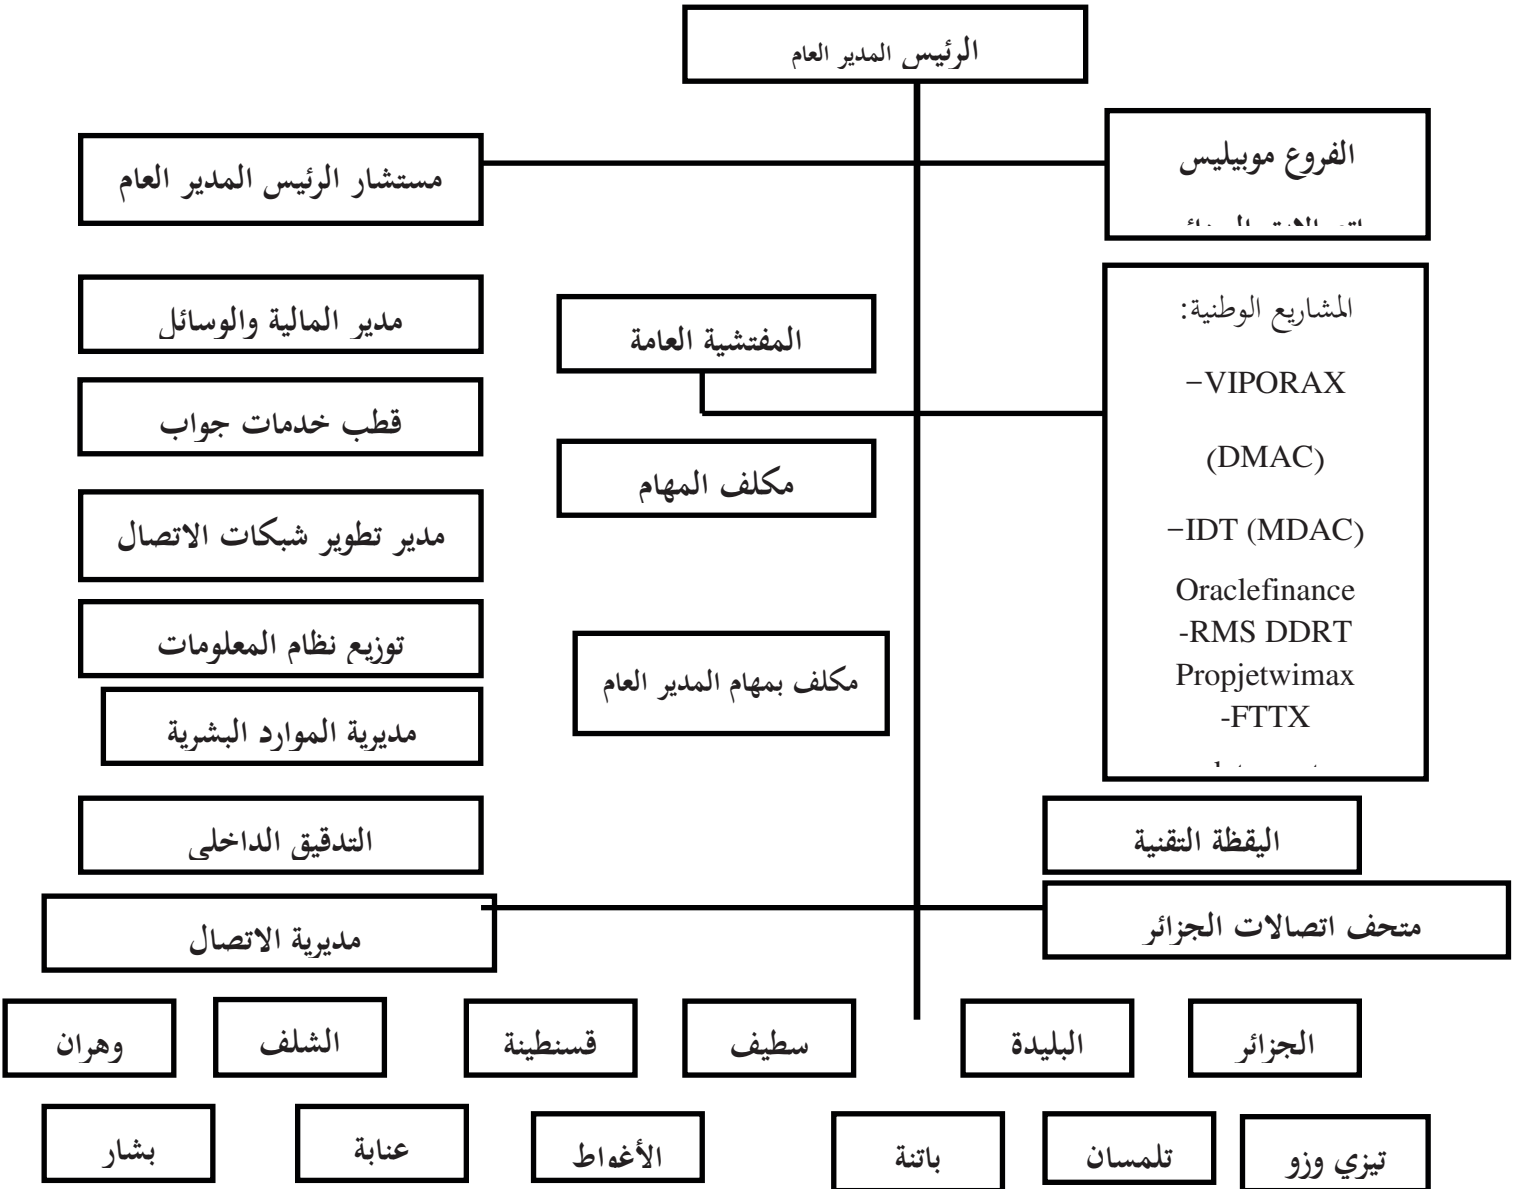 الرئيس المدير العام
الفروع موبيليس
مستشار الرئيس المدير العام
المشاريع الوطنية:
–VIPORAX
(DMAC)
–IDT (MDAC)
Oraclefinance
-RMS DDRT
Propjetwimax
-FTTX
مدير المالية والوسائل
المفتشية العامة
قطب خدمات جواب
مكلف المهام
مدير تطوير شبكات الاتصال
توزيع نظام المعلومات
مكلف بمهام المدير العام
مديرية الموارد البشرية
اليقظة التقنية
التدقيق الداخلي
متحف اتصالات الجزائر
مديرية الاتصال
الجزائر
البليدة
سطيف
قسنطينة
الشلف
وهران
تيزي وزو
تلمسان
باتنة
الأغواط
عنابة
بشار